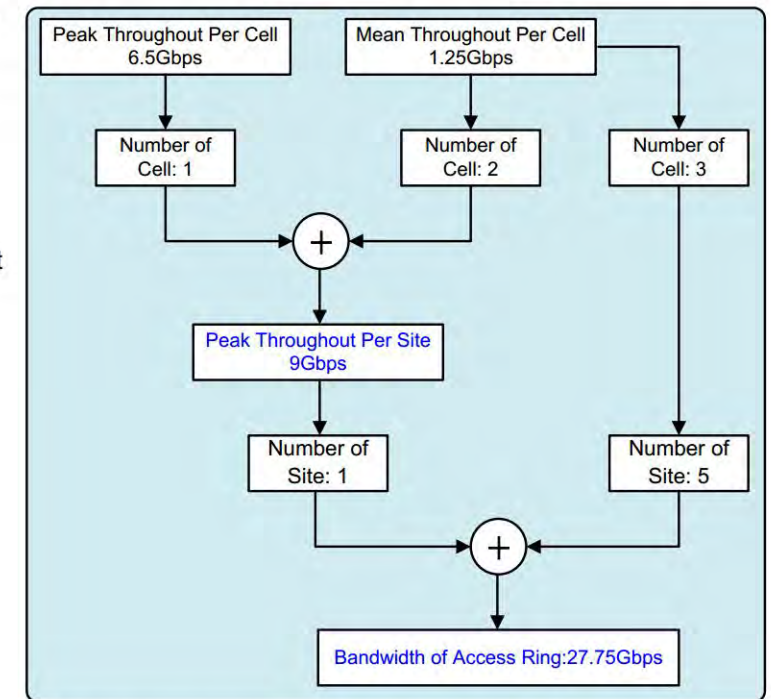 Peak Throughout Per Cell
6.5Gbps
Mean Throughout Per Cell
1.25Gbps
Number of
Cell: 1
Number of
Cell: 2
Number of
Cell: 3
+
t
Peak Throughout Per Site
9Gbps
Number of
Site: 1
Number of
Site: 5
+
Bandwidth of Access Ring:27.75Gbps